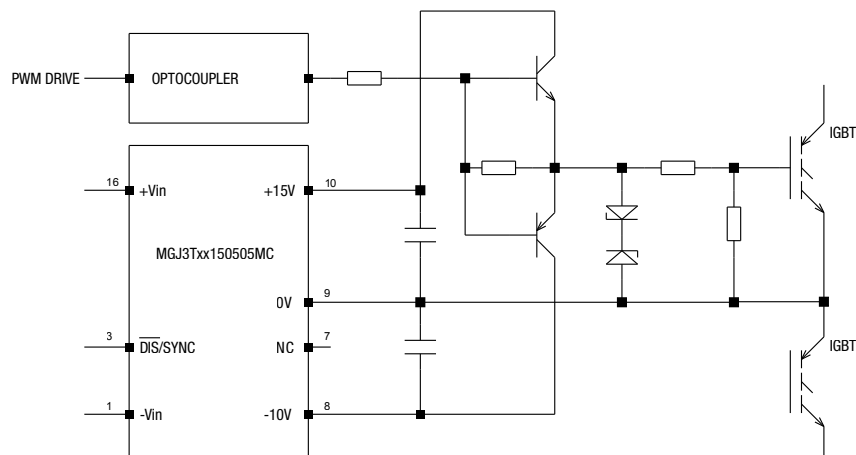 PWM DRIVE
OPTOCOUPLER
IGBT
16
+Vin
+15V
10
MGJ3Txx150505MC
0V
9
3
DIS/SYNC
NC
7
IGBT
1
-Vin
-10V
8